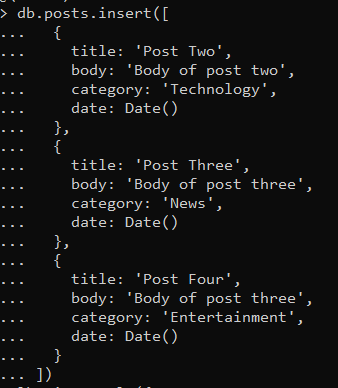 > db.posts.insert([
...   {
...     title: 'Post Two',
...     body: 'Body of post two',
...     category: 'Technology',
...     date: Date()
...   },
...   {
...     title: 'Post Three',
...     body: 'Body of post three',
...     category: 'News',
...     date: Date()
...   },
...   {
...     title: 'Post Four',
...     body: 'Body of post three',
...     category: 'Entertainment',
...     date: Date()
...   }
... ])